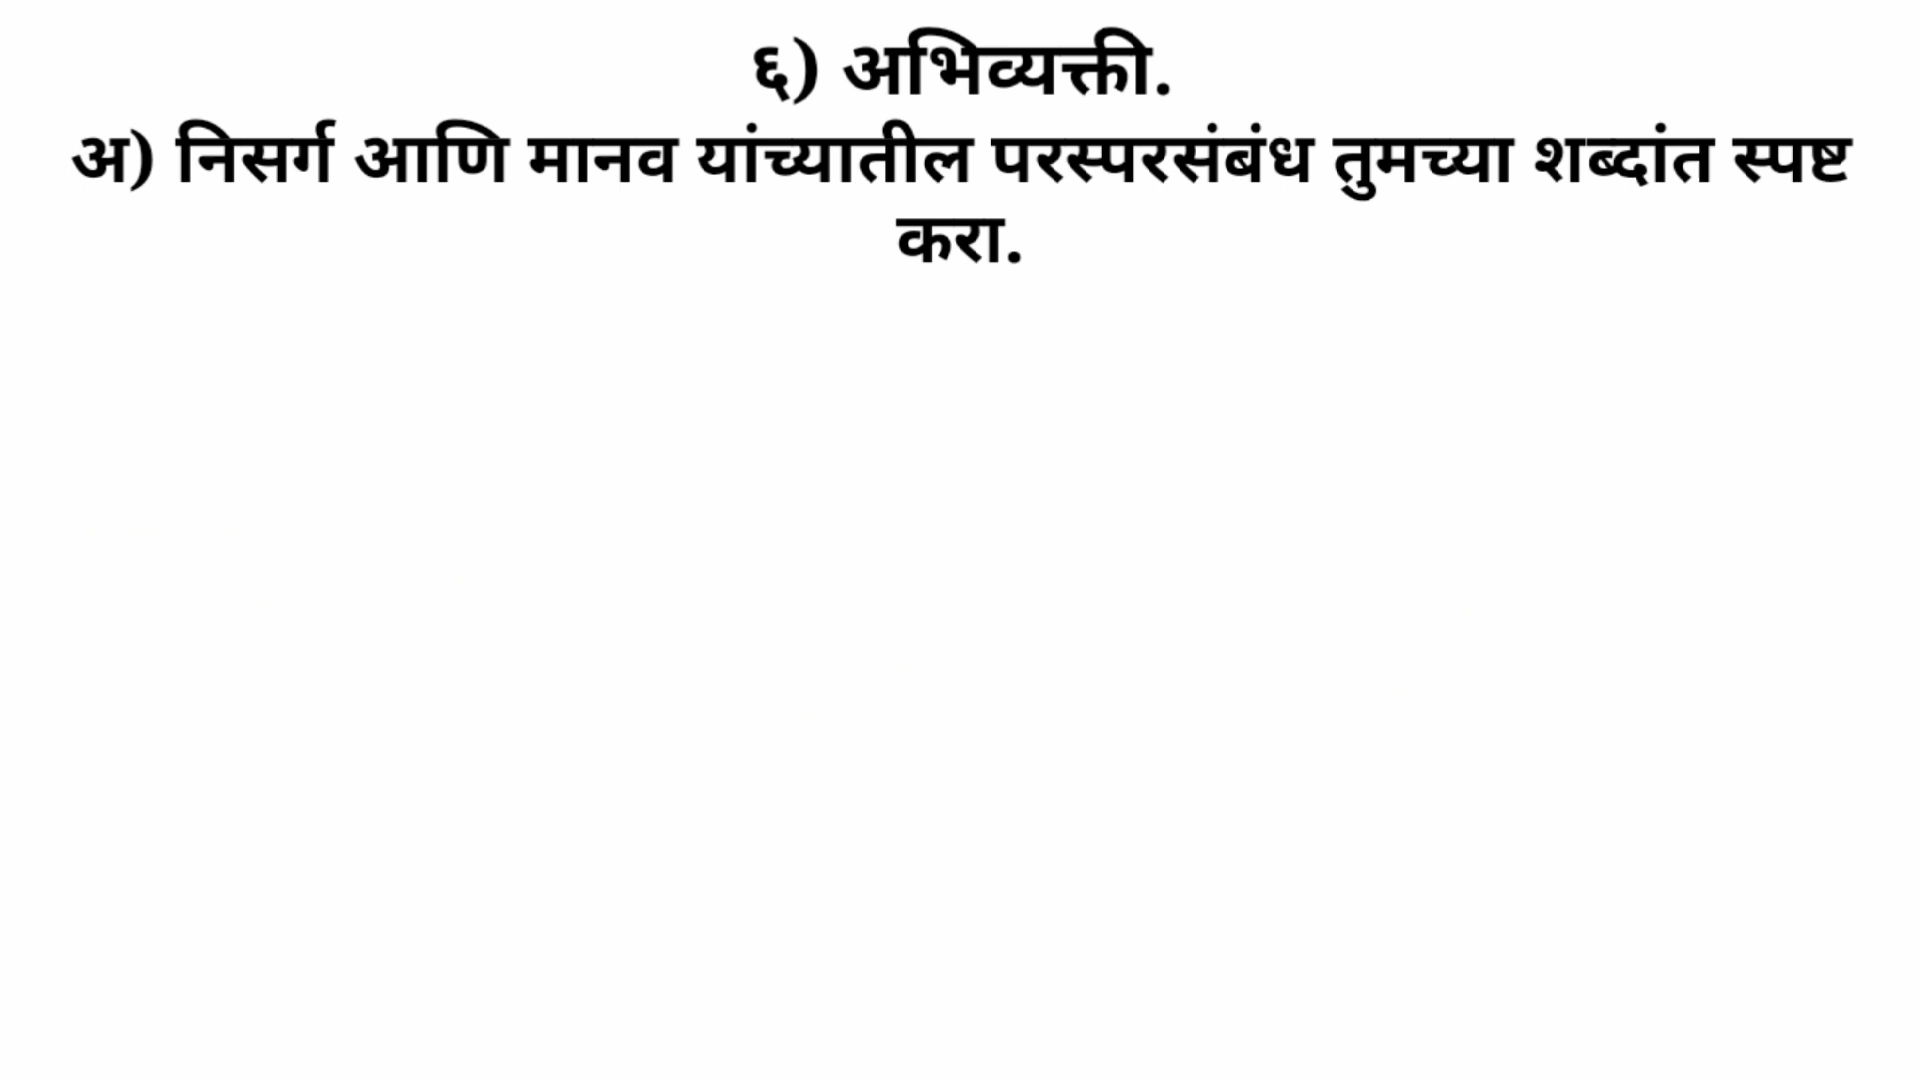 ६) अभिव्यक्ती.
अ) निसर्ग आणि मानव यांच्यातील परस्परसंबंध तुमच्या शब्दांत स्पष्ट
करा.